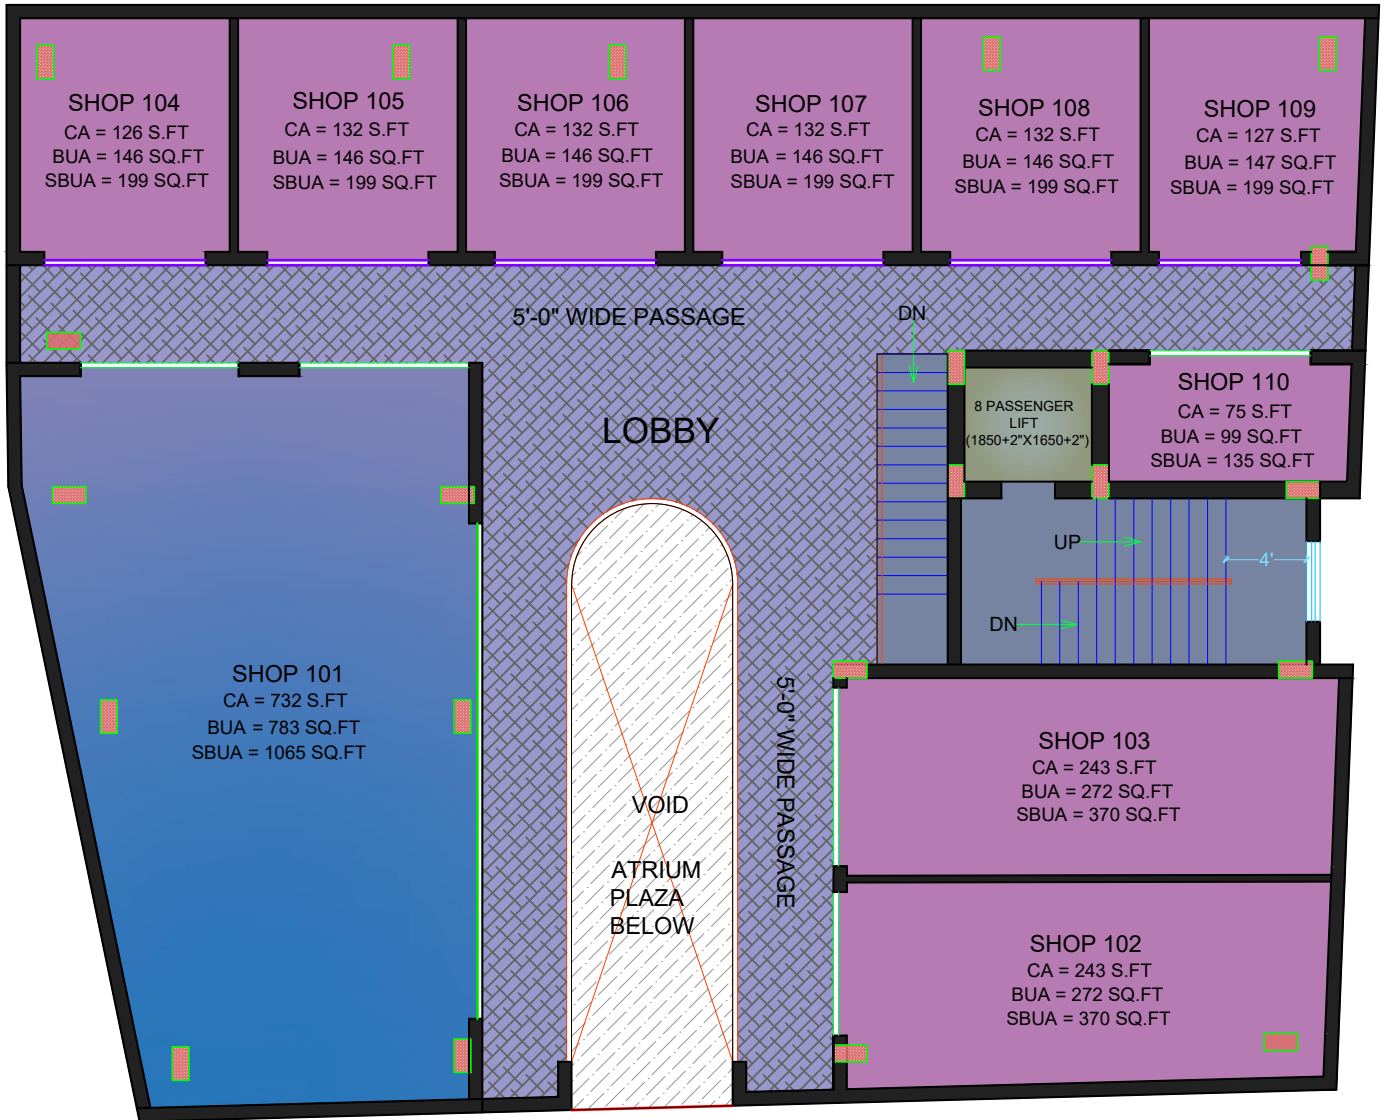 SHOP 104
CA = 126 S.FT
BUA = 146 SQ.FT
SBUA = 199 SQ.FT
SHOP 105
CA = 132 S.FT
BUA = 146 SQ.FT
SBUA = 199 SQ.FT
SHOP 106
CA = 132 S.FT
BUA = 146 SQ.FT
SBUA = 199 SQ.FT
SHOP 107
CA = 132 S.FT
BUA = 146 SQ.FT
SBUA = 199 SQ.FT
SHOP 108
CA = 132 S.FT
BUA = 146 SQ.FT
SBUA = 199 SQ.FT
SHOP 109
CA = 127 S.FT
BUA = 147 SQ.FT
SBUA = 199 SQ.FT
5'-0" WIDE PASSAGE
DN
LOBBY
8 PASSENGER
LIFT
(1850+2"X1650+2")
SHOP 110
CA = 75 S.FT
BUA = 99 SQ.FT
SBUA = 135 SQ.FT
UP
4'
DN
SHOP 101
CA = 732 S.FT
BUA = 783 SQ.FT
SBUA = 1065 SQ.FT
5'-0" WIDE PASSAGE
VOID
ATRIUM
PLAZA
BELOW
SHOP 103
CA = 243 S.FT
BUA = 272 SQ.FT
SBUA = 370 SQ.FT
SHOP 102
CA = 243 S.FT
BUA = 272 SQ.FT
SBUA = 370 SQ.FT